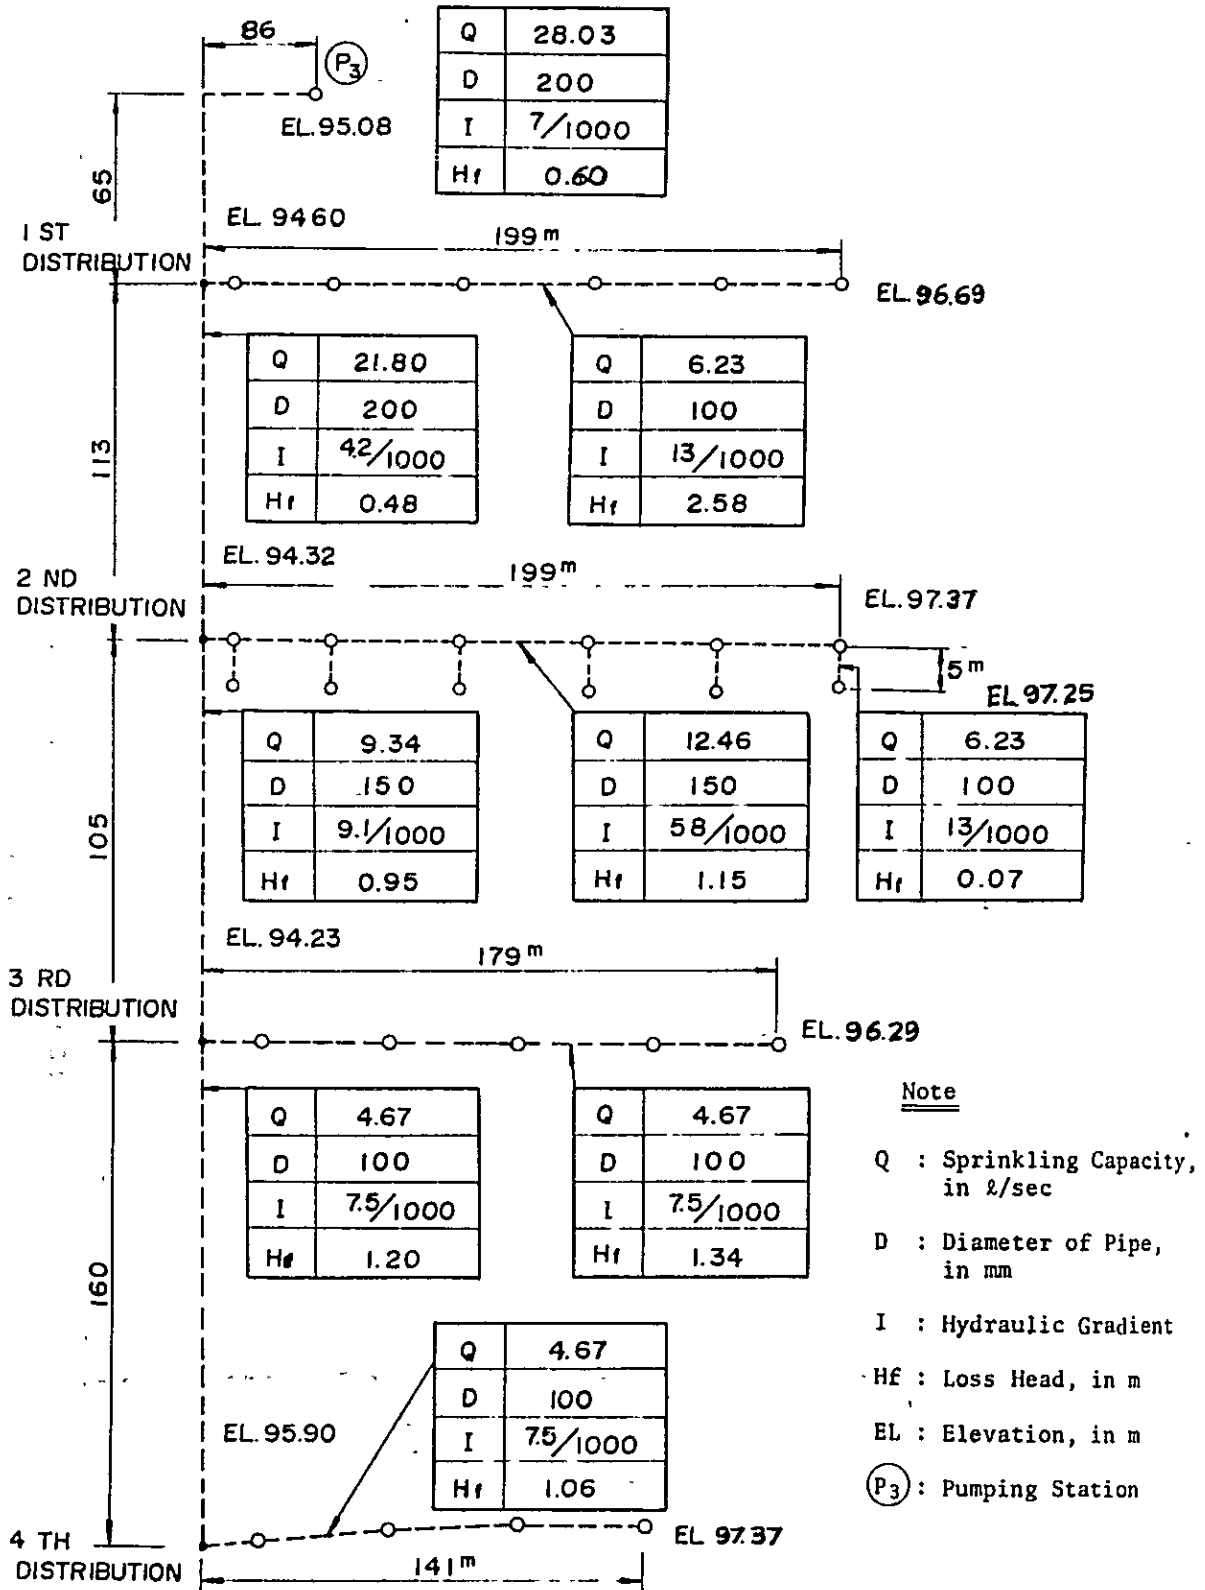 86
P3
Q 28.03
D 200
I 7/1000
Hf 0.60
EL.95.08
65
EL. 9460
199m
1 ST
DISTRIBUTION
EL.96.69
Q 21.80
D 200
I 42/1000
Hf 0.48
Q 6.23
D 100
I 13/1000
Hf 2.58
113
EL. 94.32
199m
2 ND
DISTRIBUTION
EL.97.37
5m
EL 97.25
Q 9.34
D 150
I 9.1/1000
Hf 0.95
Q 12.46
D 150
I 58/1000
Hf 1.15
Q 6.23
D 100
I 13/1000
Hf 0.07
105
EL. 94.23
179m
3 RD
DISTRIBUTION
EL.96.29
Q 4.67
D 100
I 7.5/1000
Hf 1.20
Q 4.67
D 100
I 7.5/1000
Hf 1.34
160
Q 4.67
D 100
I 7.5/1000
Hf 1.06
EL.95.90
4 TH
DISTRIBUTION
EL 97.37
141m
Note
Q : Sprinkling Capacity,
in ℓ/sec
D : Diameter of Pipe,
in mm
I : Hydraulic Gradient
Hf : Loss Head, in m
EL : Elevation, in m
P3 : Pumping Station